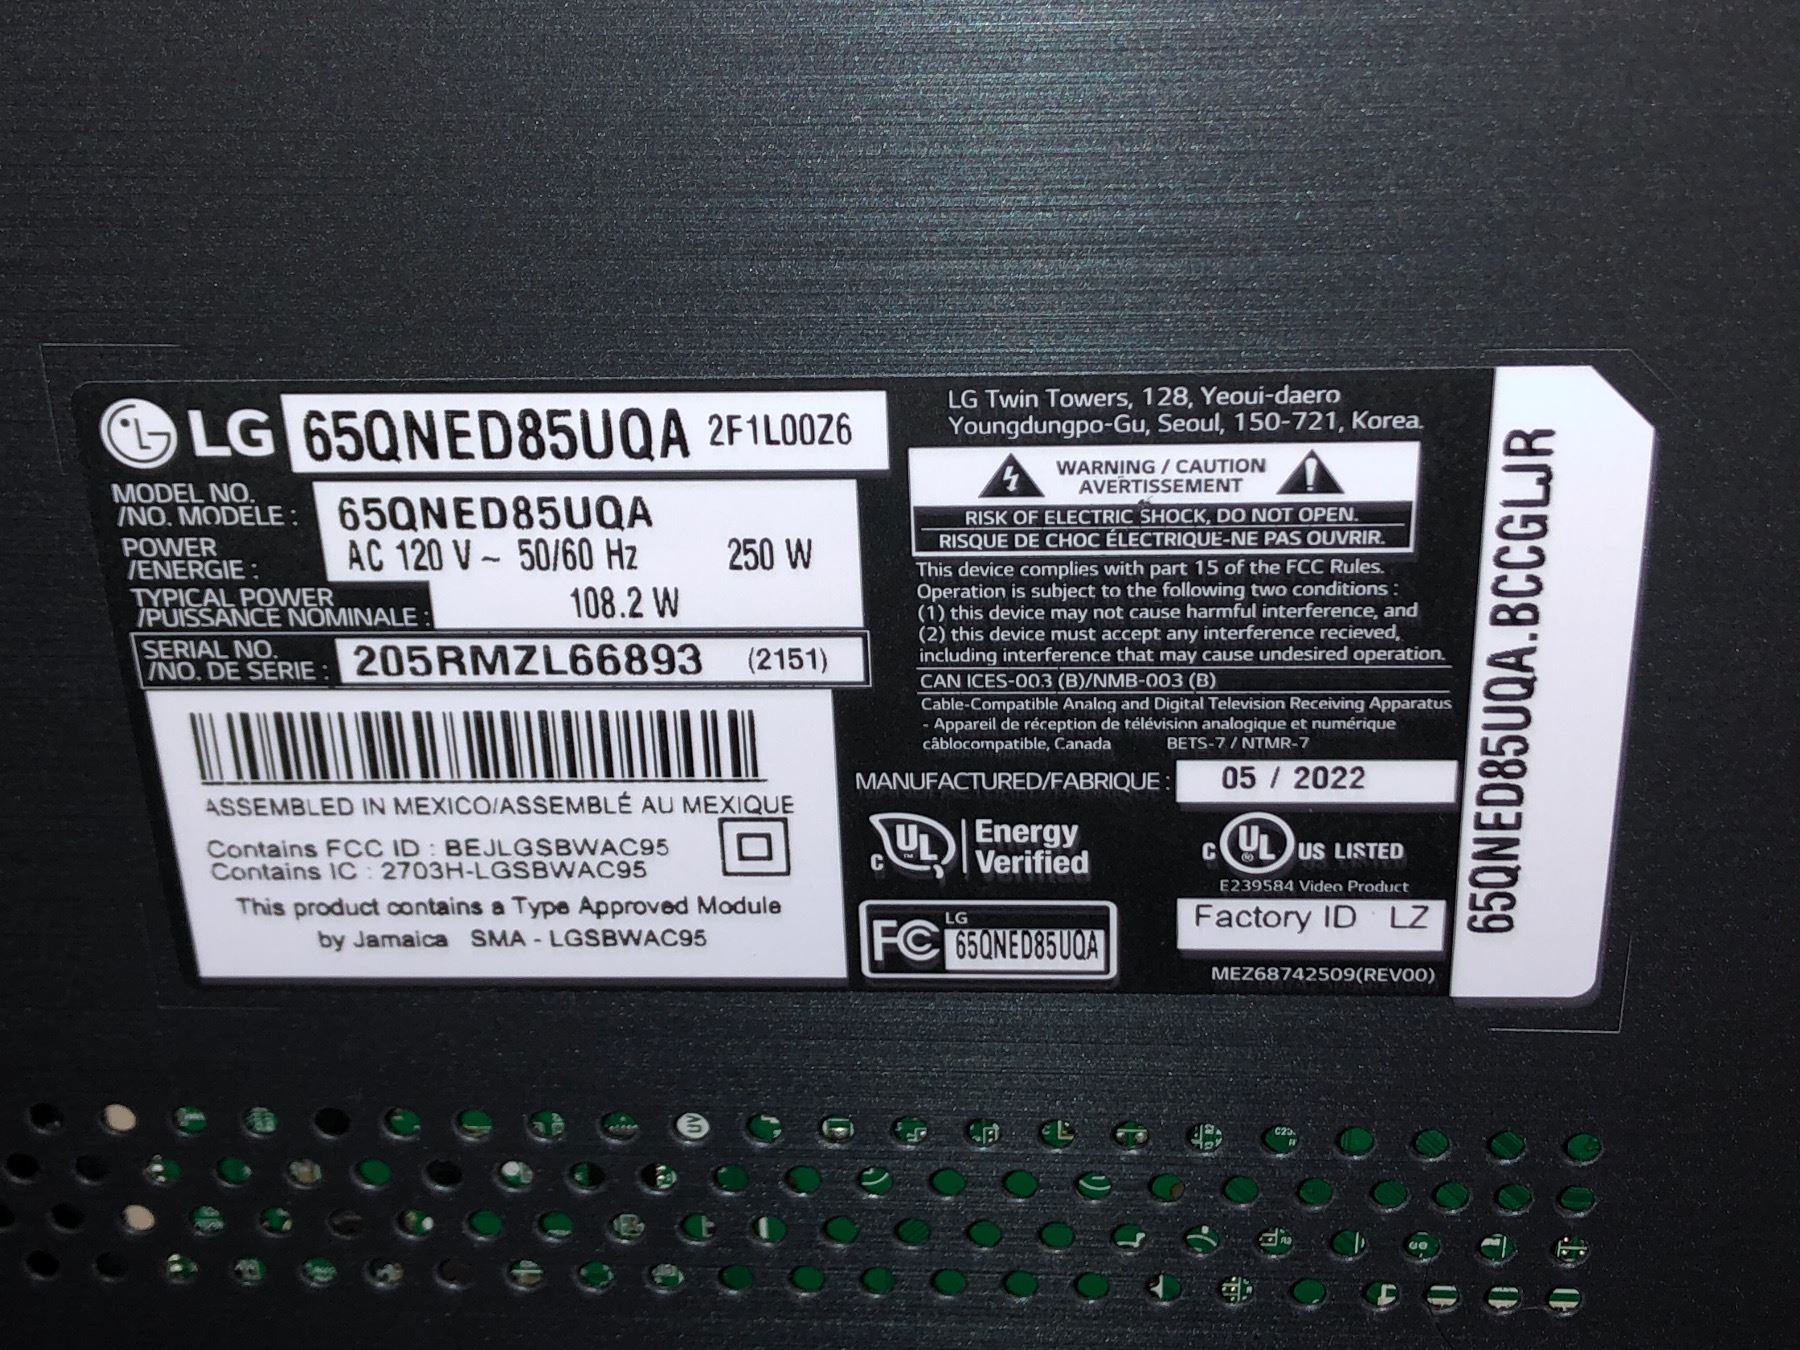 LG 65QNED85UQA 2F1L00Z6
MODEL NO.
/NO. MODÈLE : 65QNED85UQA
POWER
/ENERGIE : AC 120 V ~ 50/60 Hz 250 W
TYPICAL POWER
/PUISSANCE NOMINALE : 108.2 W
SERIAL NO.
/NO. DE SÉRIE : 205RMZL66893 (2151)
ASSEMBLED IN MEXICO/ASSEMBLÉ AU MEXIQUE
Contains FCC ID : BEJLGSBWAC95
Contains IC : 2703H-LGSBWAC95
This product contains a Type Approved Module
by Jamaica SMA - LGSBWAC95
LG Twin Towers, 128, Yeoui-daero
Youngdungpo-Gu, Seoul, 150-721, Korea.
WARNING / CAUTION
AVERTISSEMENT
RISK OF ELECTRIC SHOCK, DO NOT OPEN.
RISQUE DE CHOC ÉLECTRIQUE-NE PAS OUVRIR.
This device complies with part 15 of the FCC Rules.
Operation is subject to the following two conditions :
(1) this device may not cause harmful interference, and
(2) this device must accept any interference recieved,
including interference that may cause undesired operation.
CAN ICES-003 (B)/NMB-003 (B)
Cable-Compatible Analog and Digital Television Receiving Apparatus
- Appareil de réception de télévision analogique et numérique
câblocompatible, Canada BETS-7 / NTMR-7
MANUFACTURED/FABRIQUE : 05 / 2022
C UL ™ Energy
Verified
C UL ® US LISTED
E239584 Video Product
FC LG
65QNED85UQA
Factory ID LZ
MEZ68742509(REV00)
65QNED85UQA.BCCGLJR